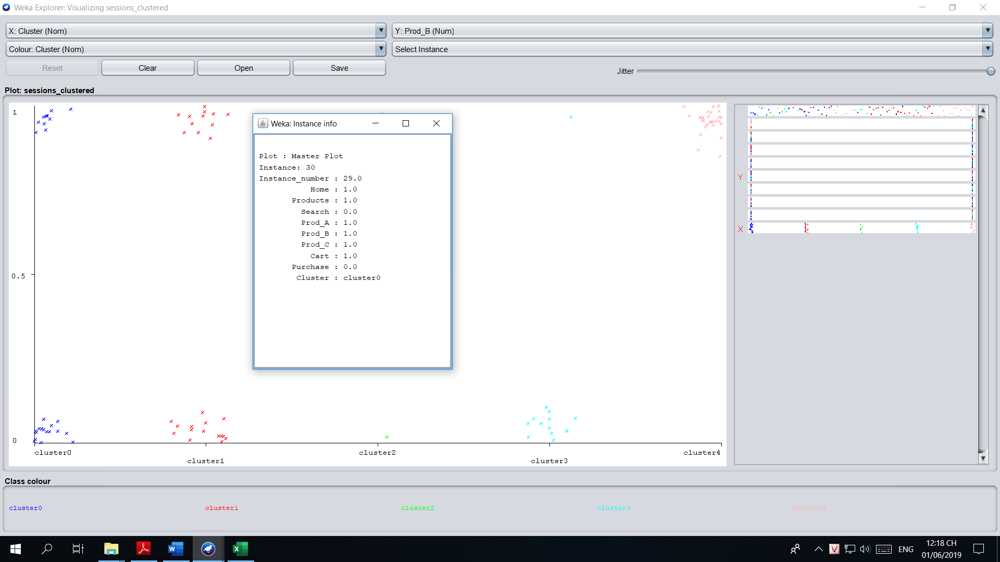 Weka Explorer: Visualizing sessions_clustered
X: Cluster (Nom)
Y: Prod_B (Num)
Colour: Cluster (Nom)
Select Instance
Reset
Clear
Open
Save
Jitter
Plot: sessions_clustered
1
0.5
0
cluster0
cluster1
cluster2
cluster3
cluster4
Weka: Instance info
Plot : Master Plot
Instance: 30
Instance_number : 29.0
Home : 1.0
Products : 1.0
Search : 0.0
Prod_A : 1.0
Prod_B : 1.0
Prod_C : 1.0
Cart : 1.0
Purchase : 0.0
Cluster : cluster0
Y
X
Class colour
cluster0
cluster1
cluster2
cluster3
cluster4
ENG
12:18 CH
01/06/2019